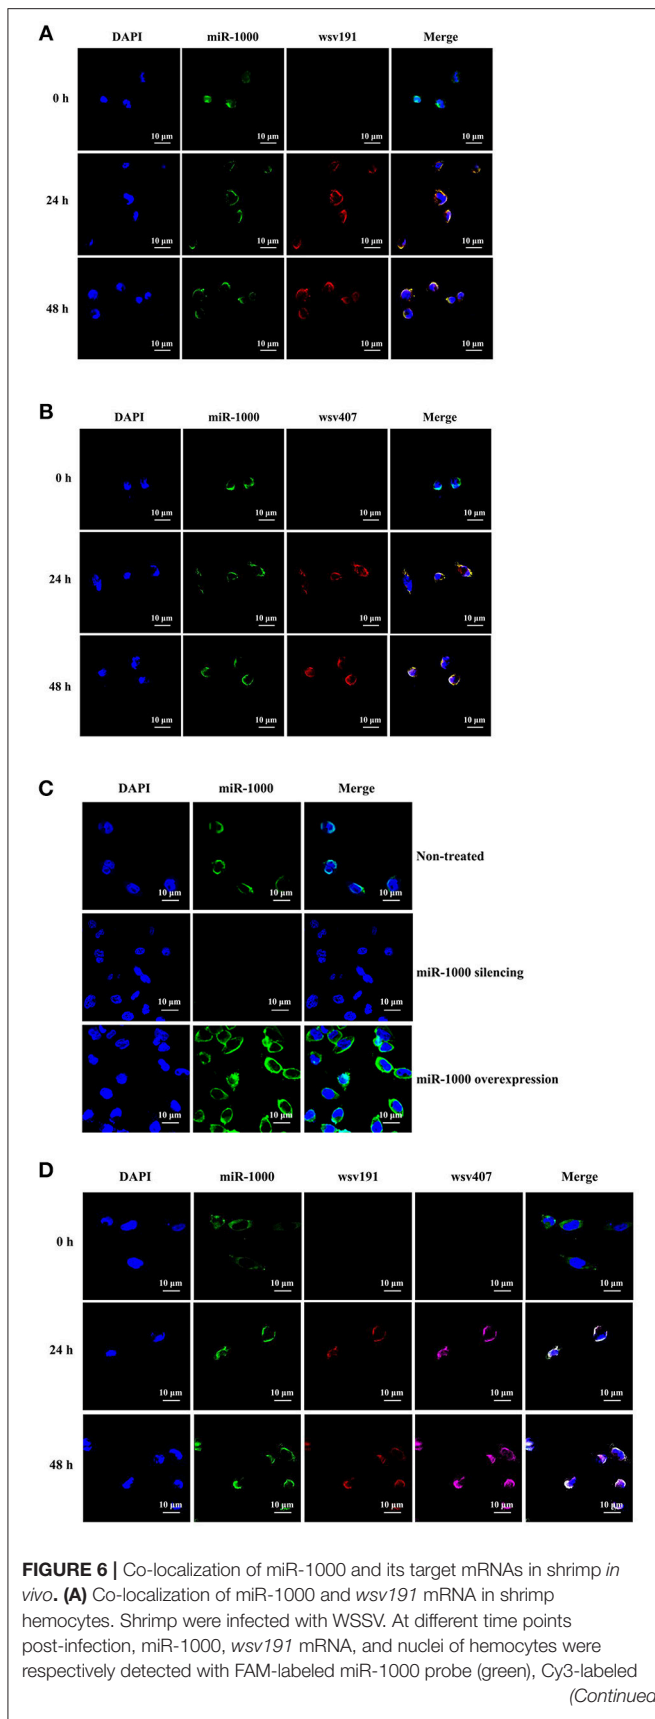 A
DAPI miR-1000 wsv191 Merge
0 h
10 µm 10 µm 10 µm 10 µm
24 h
10 µm 10 µm 10 µm 10 µm
48 h
10 µm 10 µm 10 µm 10 µm
B
DAPI miR-1000 wsv407 Merge
0 h
10 µm 10 µm 10 µm 10 µm
24 h
10 µm 10 µm 10 µm 10 µm
48 h
10 µm 10 µm 10 µm 10 µm
C
DAPI miR-1000 Merge
Non-treated
10 µm 10 µm 10 µm
miR-1000 silencing
10 µm 10 µm 10 µm
miR-1000 overexpression
10 µm 10 µm 10 µm
D
DAPI miR-1000 wsv191 wsv407 Merge
0 h
10 µm 10 µm 10 µm 10 µm 10 µm
24 h
10 µm 10 µm 10 µm 10 µm 10 µm
48 h
10 µm 10 µm 10 µm 10 µm 10 µm
FIGURE 6 | Co-localization of miR-1000 and its target mRNAs in shrimp in
vivo. (A) Co-localization of miR-1000 and wsv191 mRNA in shrimp
hemocytes. Shrimp were infected with WSSV. At different time points
post-infection, miR-1000, wsv191 mRNA, and nuclei of hemocytes were
respectively detected with FAM-labeled miR-1000 probe (green), Cy3-labeled
(Continued